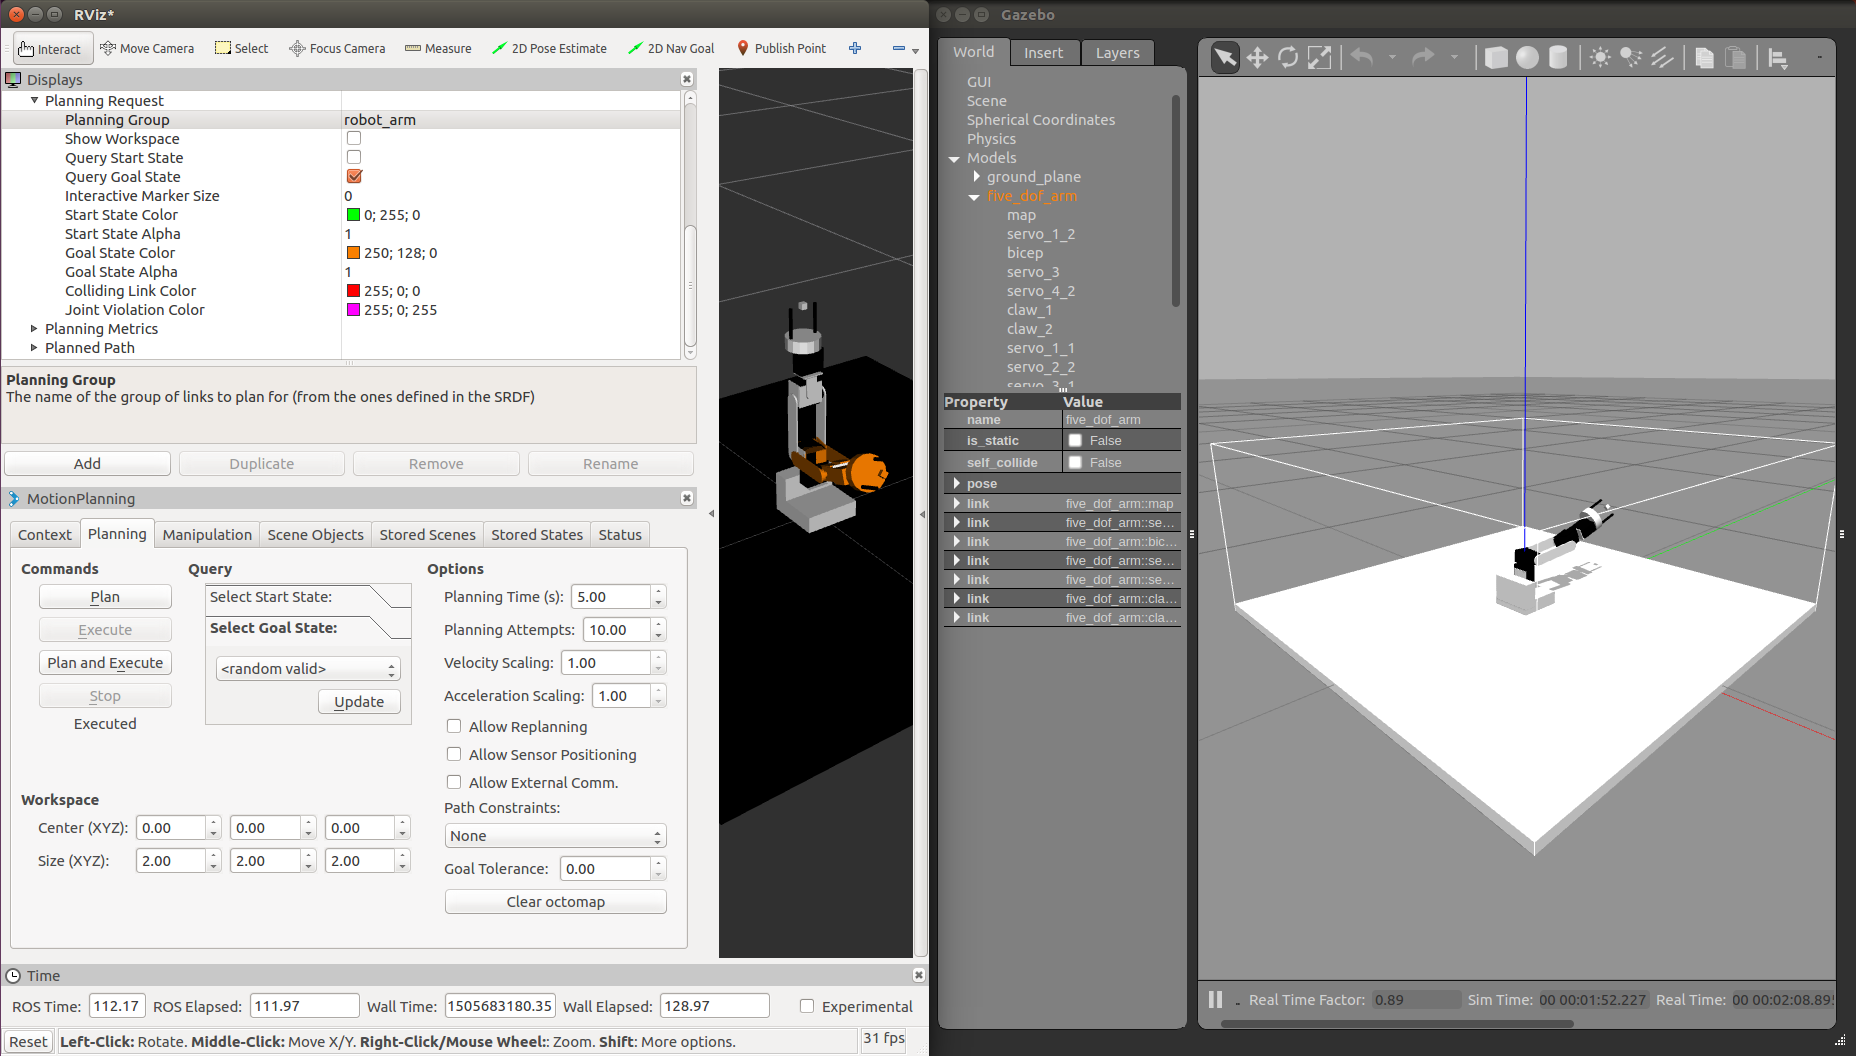 RViz*
Interact Move Camera Select Focus Camera Measure 2D Pose Estimate 2D Nav Goal Publish Point
Displays
Planning Request
Planning Group robot_arm
Show Workspace
Query Start State
Query Goal State
Interactive Marker Size 0
Start State Color 0; 255; 0
Start State Alpha 1
Goal State Color 250; 128; 0
Goal State Alpha 1
Colliding Link Color 255; 0; 0
Joint Violation Color 255; 0; 255
Planning Metrics
Planned Path
Planning Group
The name of the group of links to plan for (from the ones defined in the SRDF)
Add Duplicate Remove Rename
MotionPlanning
Context Planning Manipulation Scene Objects Stored Scenes Stored States Status
Commands
Plan
Execute
Plan and Execute
Stop
Executed
Query
Select Start State:
Select Goal State:
<random valid>
Update
Options
Planning Time (s): 5.00
Planning Attempts: 10.00
Velocity Scaling: 1.00
Acceleration Scaling: 1.00
Allow Replanning
Allow Sensor Positioning
Allow External Comm.
Path Constraints:
None
Goal Tolerance: 0.00
Clear octomap
Workspace
Center (XYZ): 0.00 0.00 0.00
Size (XYZ): 2.00 2.00 2.00
Time
ROS Time: 112.17 ROS Elapsed: 111.97 Wall Time: 1505683180.35 Wall Elapsed: 128.97 Experimental
Reset Left-Click: Rotate. Middle-Click: Move X/Y. Right-Click/Mouse Wheel:: Zoom. Shift: More options. 31 fps
Gazebo
World Insert Layers
GUI
Scene
Spherical Coordinates
Physics
Models
ground_plane
five_dof_arm
map
servo_1_2
bicep
servo_3
servo_4_2
claw_1
claw_2
servo_1_1
servo_2_2
servo_3_1
Property Value
name five_dof_arm
is_static False
self_collide False
pose
link five_dof_arm::map
link five_dof_arm::se...
link five_dof_arm::bic...
link five_dof_arm::se...
link five_dof_arm::se...
link five_dof_arm::cla...
link five_dof_arm::cla...
Real Time Factor: 0.89 Sim Time: 00 00:01:52.227 Real Time: 00 00:02:08.895